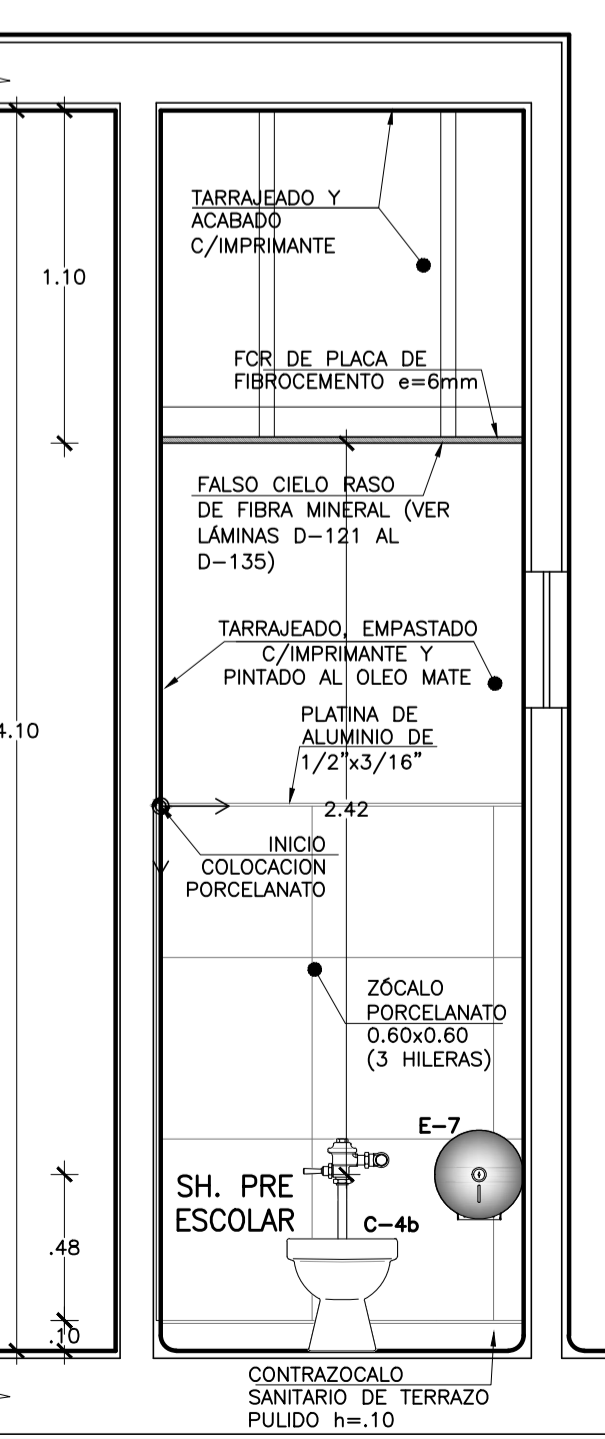 TARRAJEADO Y
ACABADO
C/IMPRIMANTE
1.10
FCR DE PLACA DE
FIBROCEMENTO e=6mm
FALSO CIELO RASO
DE FIBRA MINERAL (VER
LÁMINAS D-121 AL
D-135)
TARRAJEADO, EMPASTADO
C/IMPRIMANTE Y
PINTADO AL OLEO MATE
PLATINA DE
ALUMINIO DE
1/2"x3/16"
4.10
2.42
INICIO
COLOCACION
PORCELANATO
ZÓCALO
PORCELANATO
0.60x0.60
(3 HILERAS)
E-7
SH. PRE
ESCOLAR
C-4b
.48
.10
CONTRAZOCALO
SANITARIO DE TERRAZO
PULIDO h=.10